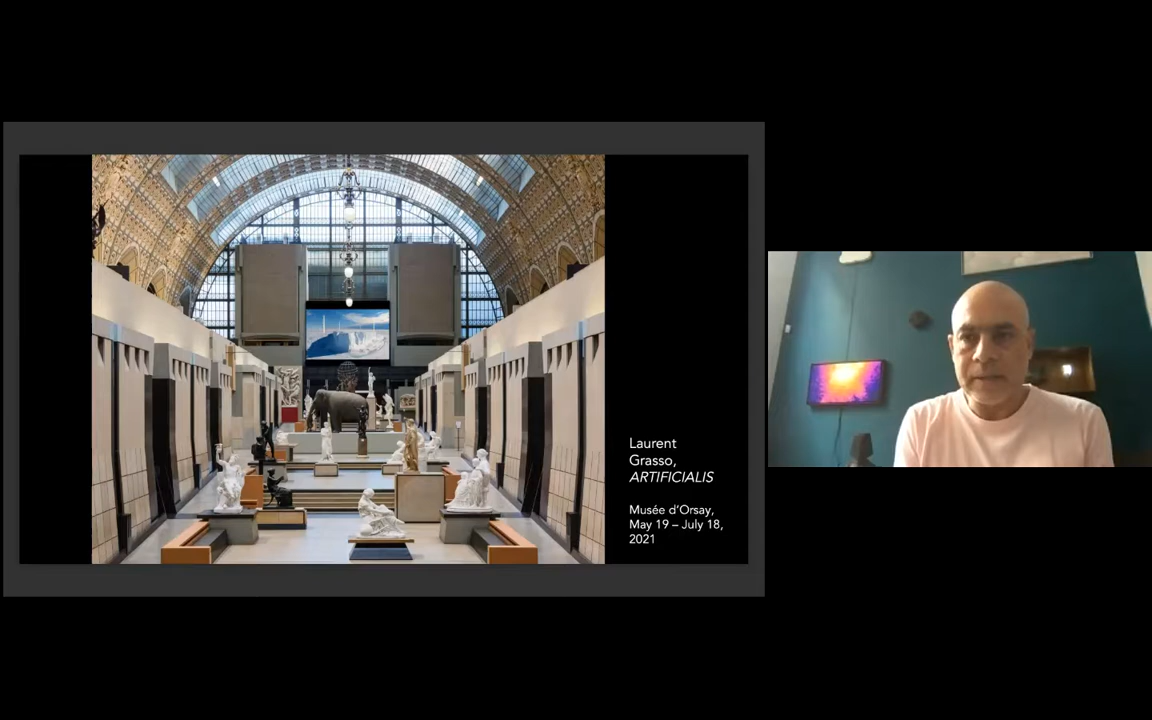 Laurent
Grasso,
ARTIFICIALIS
Musée d'Orsay,
May 19 – July 18,
2021